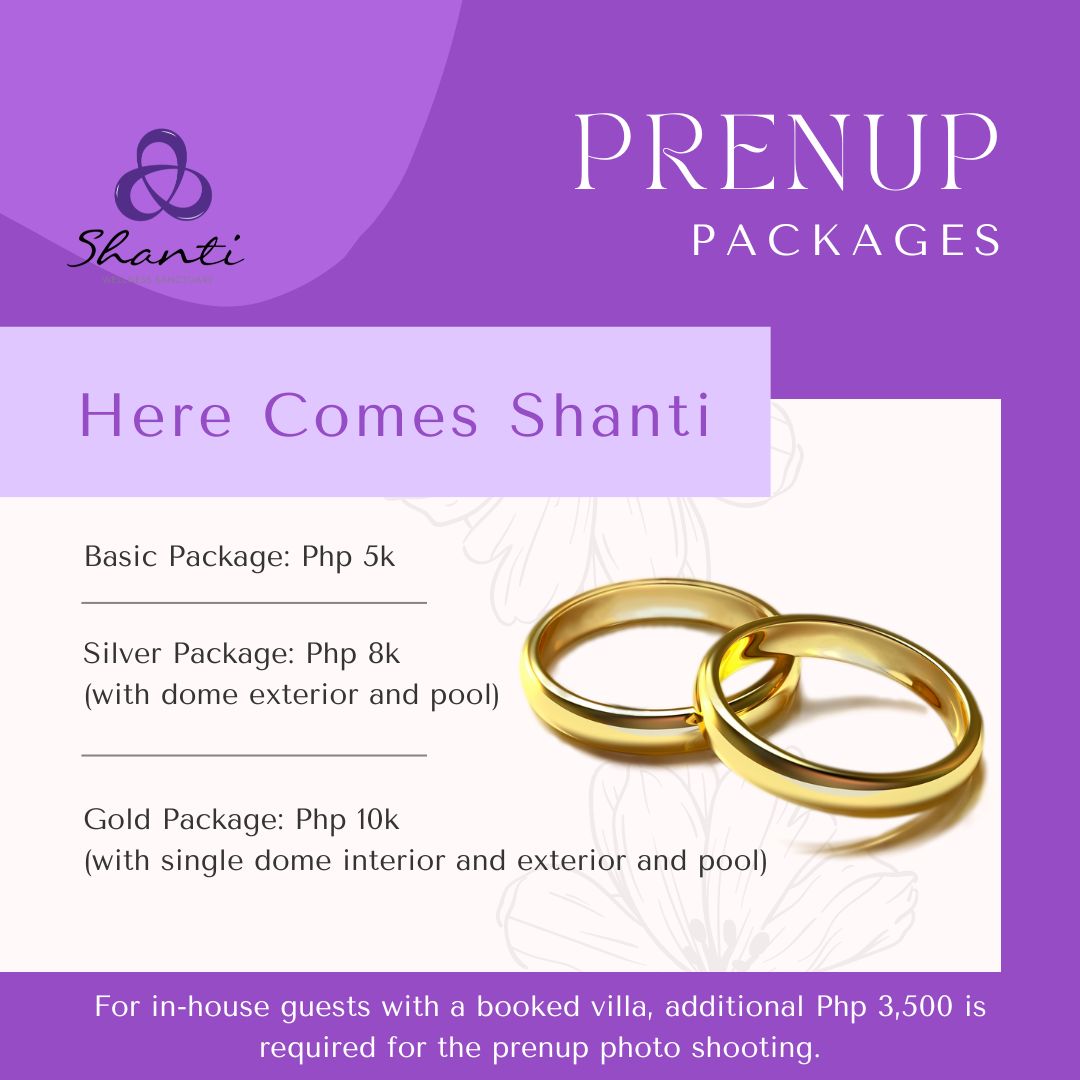 PRENUP
PACKAGES
Shanti
WELLNESS SANCTUARY
Here Comes Shanti
Basic Package: Php 5k
Silver Package: Php 8k
(with dome exterior and pool)
Gold Package: Php 10k
(with single dome interior and exterior and pool)
For in-house guests with a booked villa, additional Php 3,500 is
required for the prenup photo shooting.